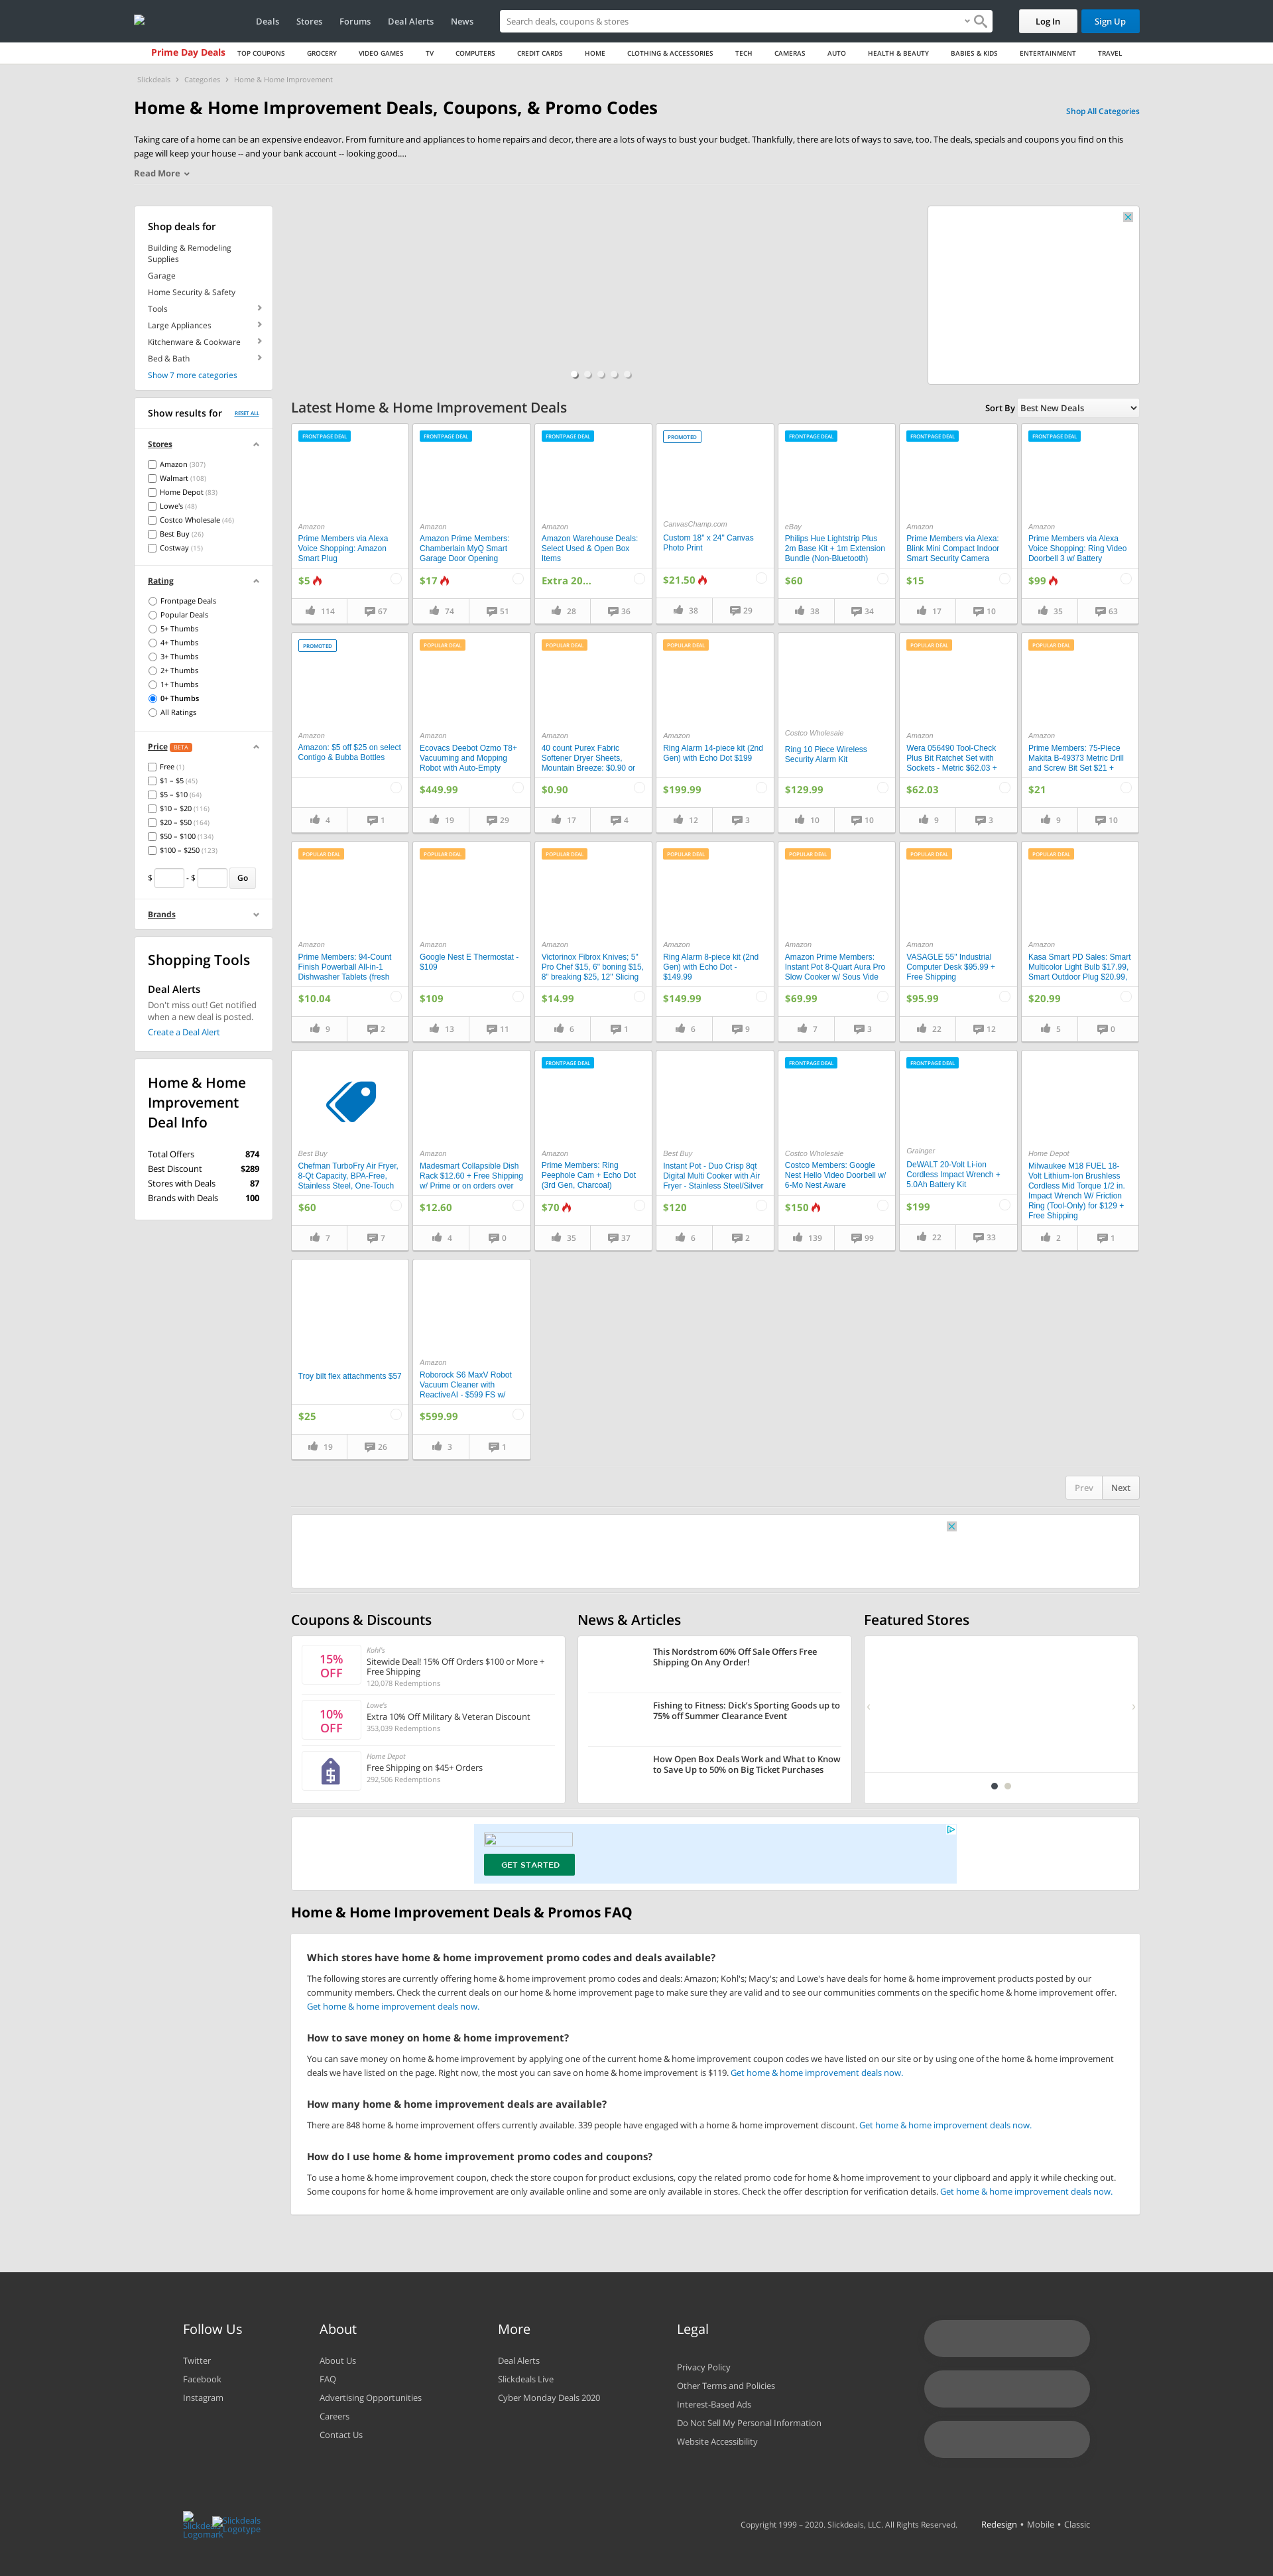 Deals Stores Forums Deal Alerts News
Search deals, coupons & stores
Log In
Sign Up
Prime Day Deals TOP COUPONS GROCERY VIDEO GAMES TV COMPUTERS CREDIT CARDS HOME CLOTHING & ACCESSORIES TECH CAMERAS AUTO HEALTH & BEAUTY BABIES & KIDS ENTERTAINMENT TRAVEL
Slickdeals > Categories > Home & Home Improvement
Home & Home Improvement Deals, Coupons, & Promo Codes
Shop All Categories
Taking care of a home can be an expensive endeavor. From furniture and appliances to home repairs and decor, there are a lots of ways to bust your budget. Thankfully, there are lots of ways to save, too. The deals, specials and coupons you find on this
page will keep your house -- and your bank account -- looking good....
Read More
Shop deals for
Building & Remodeling
Supplies
Garage
Home Security & Safety
Tools
Large Appliances
Kitchenware & Cookware
Bed & Bath
Show 7 more categories
Show results for RESET ALL
Stores
Amazon (307)
Walmart (108)
Home Depot (83)
Lowe's (48)
Costco Wholesale (46)
Best Buy (26)
Costway (15)
Rating
Frontpage Deals
Popular Deals
5+ Thumbs
4+ Thumbs
3+ Thumbs
2+ Thumbs
1+ Thumbs
0+ Thumbs
All Ratings
Price BETA
Free (1)
$1 – $5 (45)
$5 – $10 (64)
$10 – $20 (116)
$20 – $50 (164)
$50 – $100 (134)
$100 – $250 (123)
$ - $ Go
Brands
Shopping Tools
Deal Alerts
Don't miss out! Get notified
when a new deal is posted.
Create a Deal Alert
Home & Home
Improvement
Deal Info
Total Offers 874
Best Discount $289
Stores with Deals 87
Brands with Deals 100
Latest Home & Home Improvement Deals
Sort By Best New Deals
FRONTPAGE DEAL
Amazon
Prime Members via Alexa
Voice Shopping: Amazon
Smart Plug
$5
114 67
FRONTPAGE DEAL
Amazon
Amazon Prime Members:
Chamberlain MyQ Smart
Garage Door Opening
$17
74 51
FRONTPAGE DEAL
Amazon
Amazon Warehouse Deals:
Select Used & Open Box
Items
Extra 20...
28 36
PROMOTED
CanvasChamp.com
Custom 18" x 24" Canvas
Photo Print
$21.50
38 29
FRONTPAGE DEAL
eBay
Philips Hue Lightstrip Plus
2m Base Kit + 1m Extension
Bundle (Non-Bluetooth)
$60
38 34
FRONTPAGE DEAL
Amazon
Prime Members via Alexa:
Blink Mini Compact Indoor
Smart Security Camera
$15
17 10
FRONTPAGE DEAL
Amazon
Prime Members via Alexa
Voice Shopping: Ring Video
Doorbell 3 w/ Battery
$99
35 63
PROMOTED
Amazon
Amazon: $5 off $25 on select
Contigo & Bubba Bottles
4 1
POPULAR DEAL
Amazon
Ecovacs Deebot Ozmo T8+
Vacuuming and Mopping
Robot with Auto-Empty
$449.99
19 29
POPULAR DEAL
Amazon
40 count Purex Fabric
Softener Dryer Sheets,
Mountain Breeze: $0.90 or
$0.90
17 4
POPULAR DEAL
Amazon
Ring Alarm 14-piece kit (2nd
Gen) with Echo Dot $199
$199.99
12 3
Costco Wholesale
Ring 10 Piece Wireless
Security Alarm Kit
$129.99
10 10
POPULAR DEAL
Amazon
Wera 056490 Tool-Check
Plus Bit Ratchet Set with
Sockets - Metric $62.03 +
$62.03
9 3
POPULAR DEAL
Amazon
Prime Members: 75-Piece
Makita B-49373 Metric Drill
and Screw Bit Set $21 +
$21
9 10
POPULAR DEAL
Amazon
Prime Members: 94-Count
Finish Powerball All-in-1
Dishwasher Tablets (fresh
$10.04
9 2
POPULAR DEAL
Amazon
Google Nest E Thermostat -
$109
$109
13 11
POPULAR DEAL
Amazon
Victorinox Fibrox Knives; 5"
Pro Chef $15, 6" boning $15,
8" breaking $25, 12" Slicing
$14.99
6 1
POPULAR DEAL
Amazon
Ring Alarm 8-piece kit (2nd
Gen) with Echo Dot -
$149.99
$149.99
6 9
POPULAR DEAL
Amazon
Amazon Prime Members:
Instant Pot 8-Quart Aura Pro
Slow Cooker w/ Sous Vide
$69.99
7 3
POPULAR DEAL
Amazon
VASAGLE 55" Industrial
Computer Desk $95.99 +
Free Shipping
$95.99
22 12
POPULAR DEAL
Amazon
Kasa Smart PD Sales: Smart
Multicolor Light Bulb $17.99,
Smart Outdoor Plug $20.99,
$20.99
5 0
Best Buy
Chefman TurboFry Air Fryer,
8-Qt Capacity, BPA-Free,
Stainless Steel, One-Touch
$60
7 7
Amazon
Madesmart Collapsible Dish
Rack $12.60 + Free Shipping
w/ Prime or on orders over
$12.60
4 0
FRONTPAGE DEAL
Amazon
Prime Members: Ring
Peephole Cam + Echo Dot
(3rd Gen, Charcoal)
$70
35 37
Best Buy
Instant Pot - Duo Crisp 8qt
Digital Multi Cooker with Air
Fryer - Stainless Steel/Silver
$120
6 2
FRONTPAGE DEAL
Costco Wholesale
Costco Members: Google
Nest Hello Video Doorbell w/
6-Mo Nest Aware
$150
139 99
FRONTPAGE DEAL
Grainger
DeWALT 20-Volt Li-ion
Cordless Impact Wrench +
5.0Ah Battery Kit
$199
22 33
Home Depot
Milwaukee M18 FUEL 18-
Volt Lithium-Ion Brushless
Cordless Mid Torque 1/2 in.
Impact Wrench W/ Friction
Ring (Tool-Only) for $129 +
Free Shipping
2 1
Troy bilt flex attachments $57
$25
19 26
Amazon
Roborock S6 MaxV Robot
Vacuum Cleaner with
ReactiveAI - $599 FS w/
$599.99
3 1
Prev Next
Coupons & Discounts
15%
OFF
Kohl's
Sitewide Deal! 15% Off Orders $100 or More +
Free Shipping
120,078 Redemptions
10%
OFF
Lowe's
Extra 10% Off Military & Veteran Discount
353,039 Redemptions
Home Depot
Free Shipping on $45+ Orders
292,506 Redemptions
News & Articles
This Nordstrom 60% Off Sale Offers Free
Shipping On Any Order!
Fishing to Fitness: Dick's Sporting Goods up to
75% off Summer Clearance Event
How Open Box Deals Work and What to Know
to Save Up to 50% on Big Ticket Purchases
Featured Stores
GET STARTED
Home & Home Improvement Deals & Promos FAQ
Which stores have home & home improvement promo codes and deals available?
The following stores are currently offering home & home improvement promo codes and deals: Amazon; Kohl's; Macy's; and Lowe's have deals for home & home improvement products posted by our
community members. Check the current deals on our home & home improvement page to make sure they are valid and to see our communities comments on the specific home & home improvement offer.
Get home & home improvement deals now.
How to save money on home & home improvement?
You can save money on home & home improvement by applying one of the current home & home improvement coupon codes we have listed on our site or by using one of the home & home improvement
deals we have listed on the page. Right now, the most you can save on home & home improvement is $119. Get home & home improvement deals now.
How many home & home improvement deals are available?
There are 848 home & home improvement offers currently available. 339 people have engaged with a home & home improvement discount. Get home & home improvement deals now.
How do I use home & home improvement promo codes and coupons?
To use a home & home improvement coupon, check the store coupon for product exclusions, copy the related promo code for home & home improvement to your clipboard and apply it while checking out.
Some coupons for home & home improvement are only available online and some are only available in stores. Check the offer description for verification details. Get home & home improvement deals now.
Follow Us
Twitter
Facebook
Instagram
About
About Us
FAQ
Advertising Opportunities
Careers
Contact Us
More
Deal Alerts
Slickdeals Live
Cyber Monday Deals 2020
Legal
Privacy Policy
Other Terms and Policies
Interest-Based Ads
Do Not Sell My Personal Information
Website Accessibility
Slickdeals
Logomark
Slickdeals
Logotype
Copyright 1999 – 2020. Slickdeals, LLC. All Rights Reserved.
Redesign • Mobile • Classic